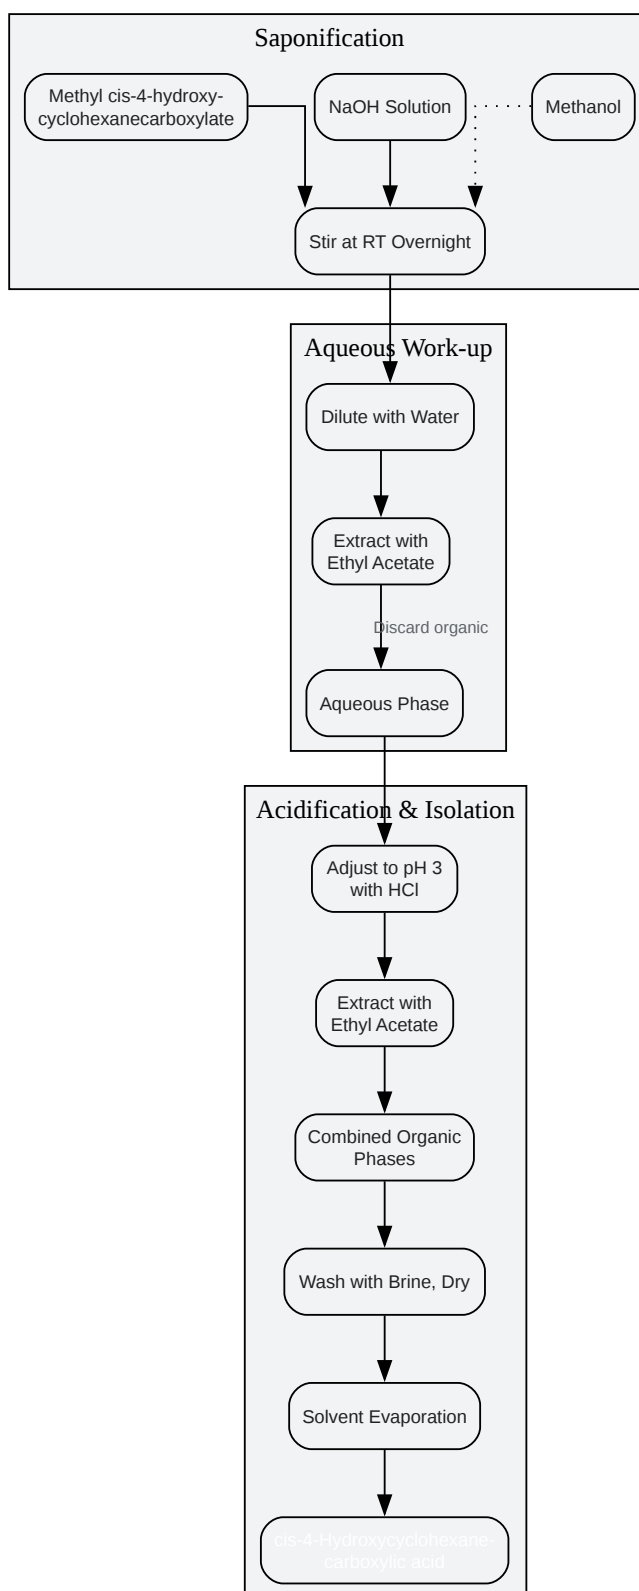 Saponification
Methyl cis-4-hydroxy-
cyclohexanecarboxylate
NaOH Solution
Methanol
Stir at RT Overnight
Aqueous Work-up
Dilute with Water
Extract with
Ethyl Acetate
Discard organic
Aqueous Phase
Acidification & Isolation
Adjust to pH 3
with HCl
Extract with
Ethyl Acetate
Combined Organic
Phases
Wash with Brine, Dry
Solvent Evaporation
cis-4-Hydroxycyclohexane-
carboxylic acid